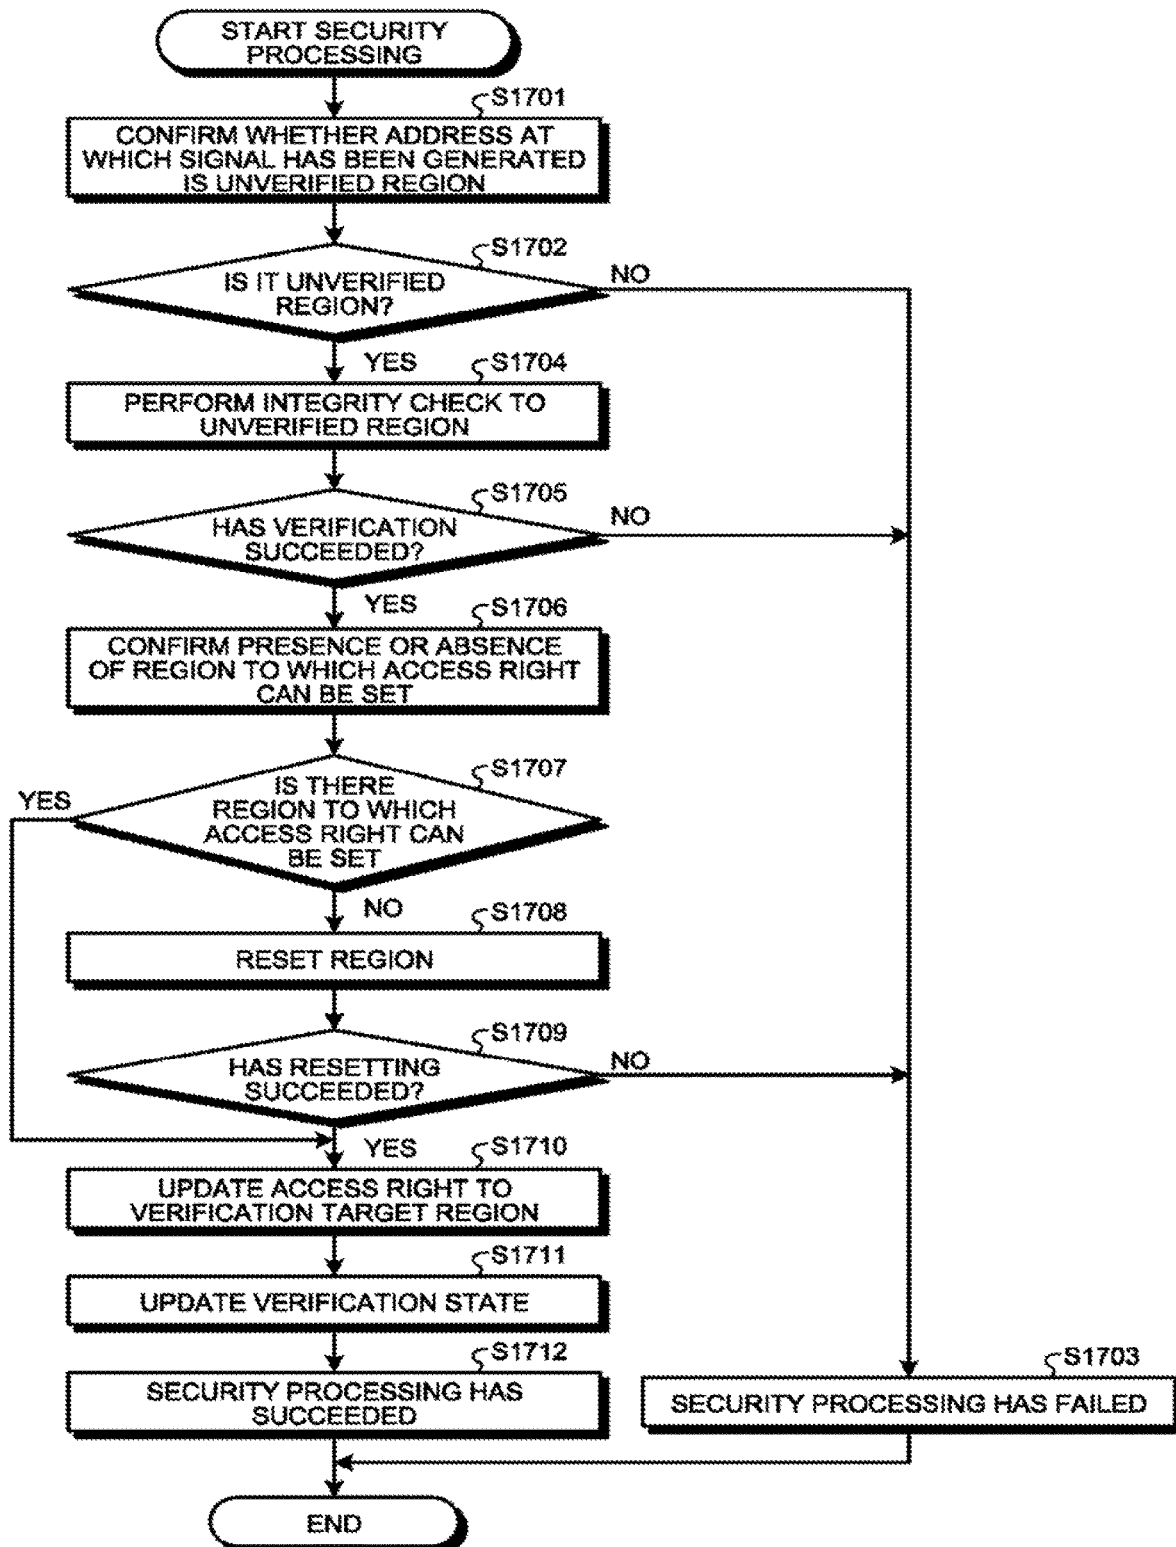 START SECURITY
PROCESSING
S1701
CONFIRM WHETHER ADDRESS AT
WHICH SIGNAL HAS BEEN GENERATED
IS UNVERIFIED REGION
S1702
IS IT UNVERIFIED
REGION?
NO
YES
S1704
PERFORM INTEGRITY CHECK TO
UNVERIFIED REGION
S1705
HAS VERIFICATION
SUCCEEDED?
NO
YES
S1706
CONFIRM PRESENCE OR ABSENCE
OF REGION TO WHICH ACCESS RIGHT
CAN BE SET
S1707
IS THERE
REGION TO WHICH
ACCESS RIGHT CAN
BE SET
YES
NO
S1708
RESET REGION
S1709
HAS RESETTING
SUCCEEDED?
NO
YES
S1710
UPDATE ACCESS RIGHT TO
VERIFICATION TARGET REGION
S1711
UPDATE VERIFICATION STATE
S1712
SECURITY PROCESSING HAS
SUCCEEDED
S1703
SECURITY PROCESSING HAS FAILED
END